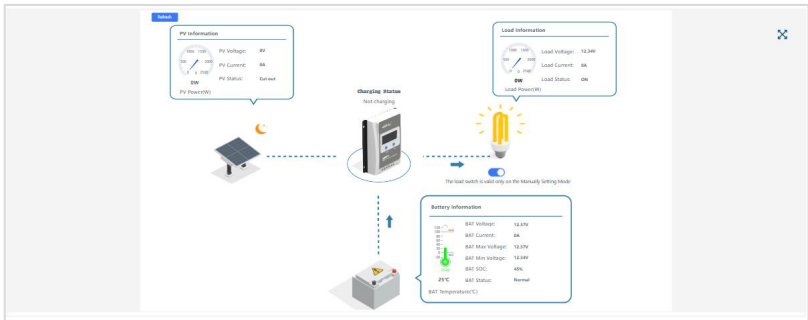 Refresh
PV Information
PV Voltage: 0V
PV Current: 0A
PV Status: Cut out
0W
PV Power(W)
Load Information
Load Voltage: 12.34V
Load Current: 0A
Load Status: ON
0W
Load Power(W)
Charging Status
Not charging
The load switch is valid only on the Manually Setting Mode
Battery Information
BAT Voltage: 12.37V
BAT Current: 0A
BAT Max Voltage: 12.37V
BAT Min Voltage: 12.34V
BAT SOC: 45%
BAT Status: Normal
25℃
BAT Temperature(℃)